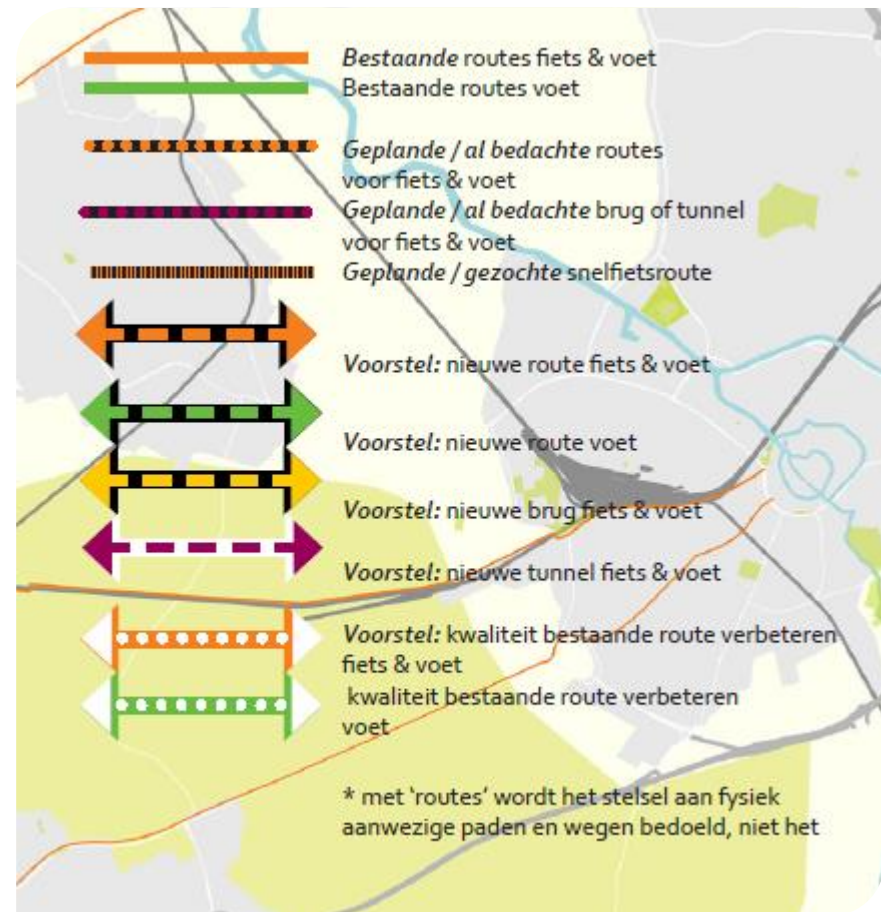 Bestaande routes fiets & voet
Bestaande routes voet
Geplande / al bedachte routes
voor fiets & voet
Geplande / al bedachte brug of tunnel
voor fiets & voet
Geplande / gezochte snelfietsroute
Voorstel: nieuwe route fiets & voet
Voorstel: nieuwe route voet
Voorstel: nieuwe brug fiets & voet
Voorstel: nieuwe tunnel fiets & voet
Voorstel: kwaliteit bestaande route verbeteren
fiets & voet
kwaliteit bestaande route verbeteren
voet
* met ‘routes’ wordt het stelsel aan fysiek
aanwezige paden en wegen bedoeld, niet het